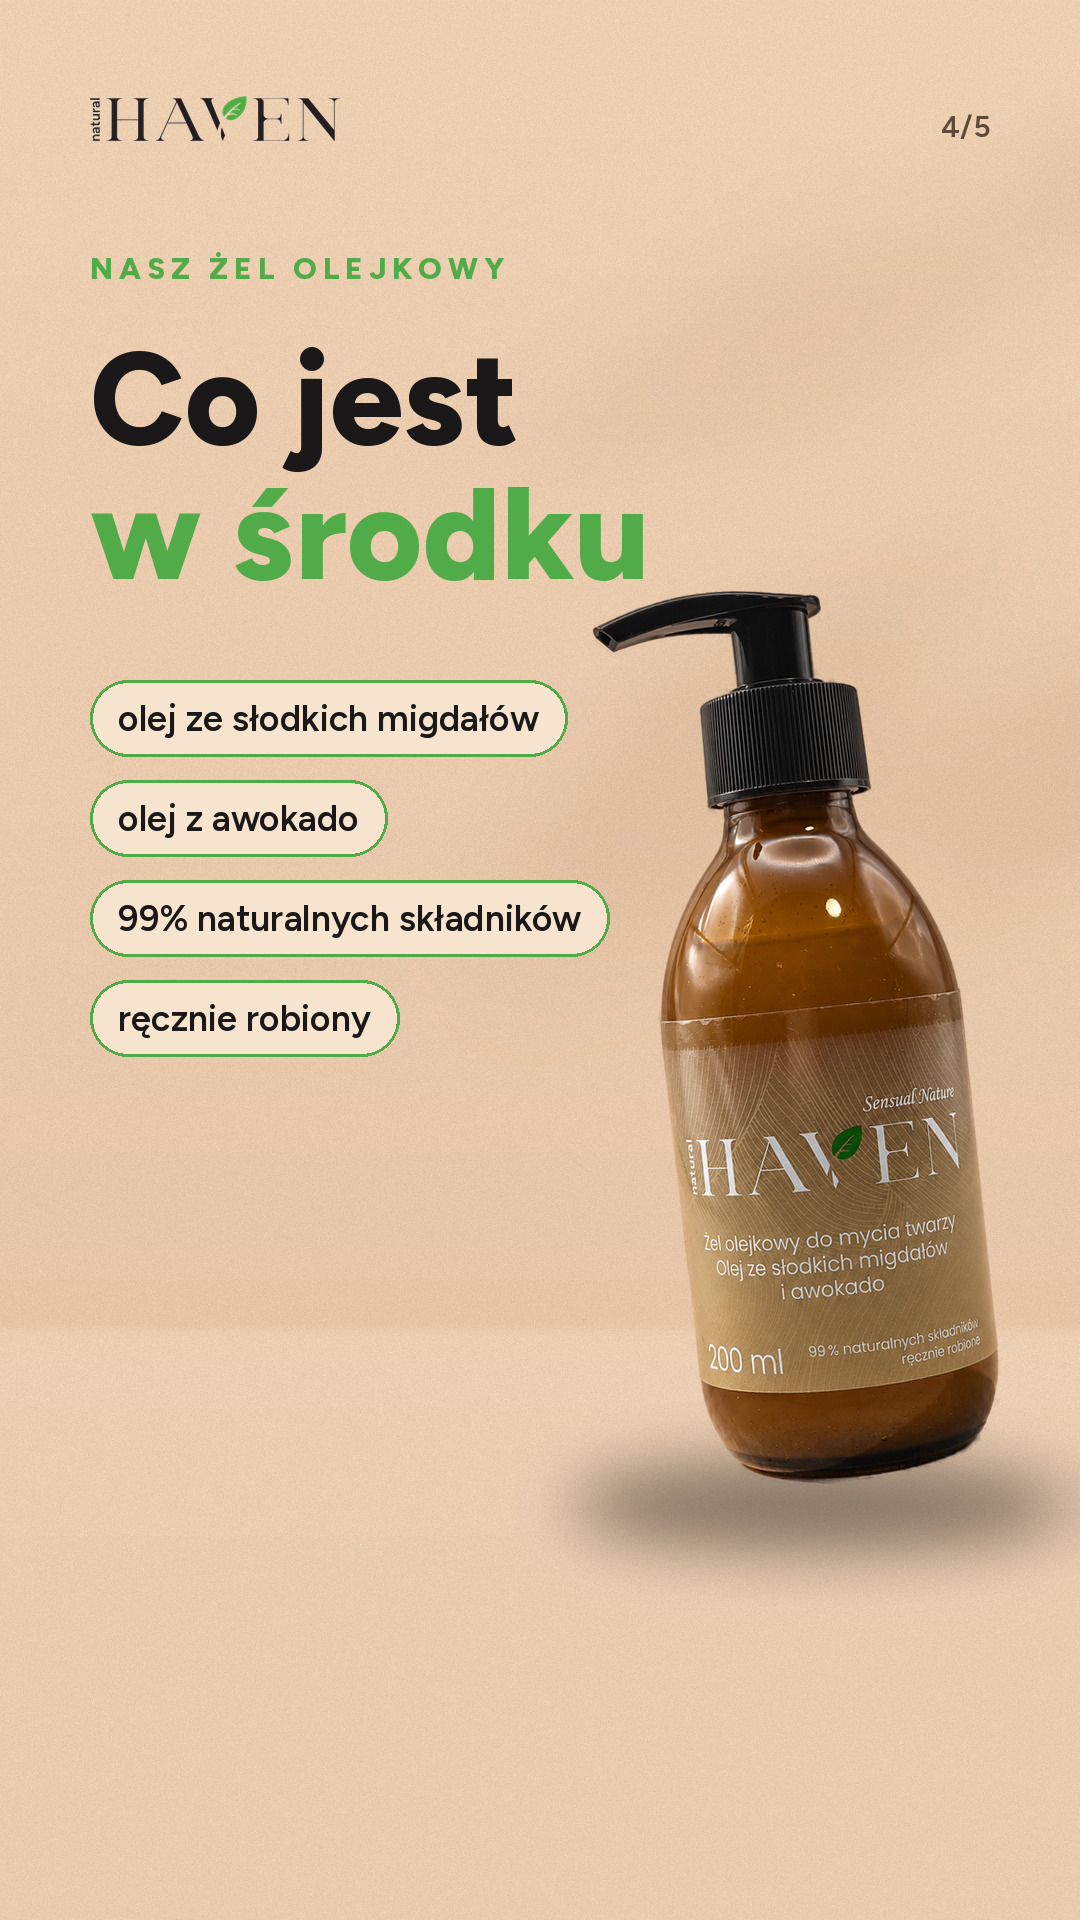 natural HAVEN
4/5
NASZ ŻEL OLEJKOWY
Co jest
w środku
olej ze słodkich migdałów
olej z awokado
99% naturalnych składników
ręcznie robiony
Sensual Nature
natural HAVEN
Żel olejkowy do mycia twarzy
Olej ze słodkich migdałów
i awokado
200 ml
99% naturalnych składników
ręcznie robione